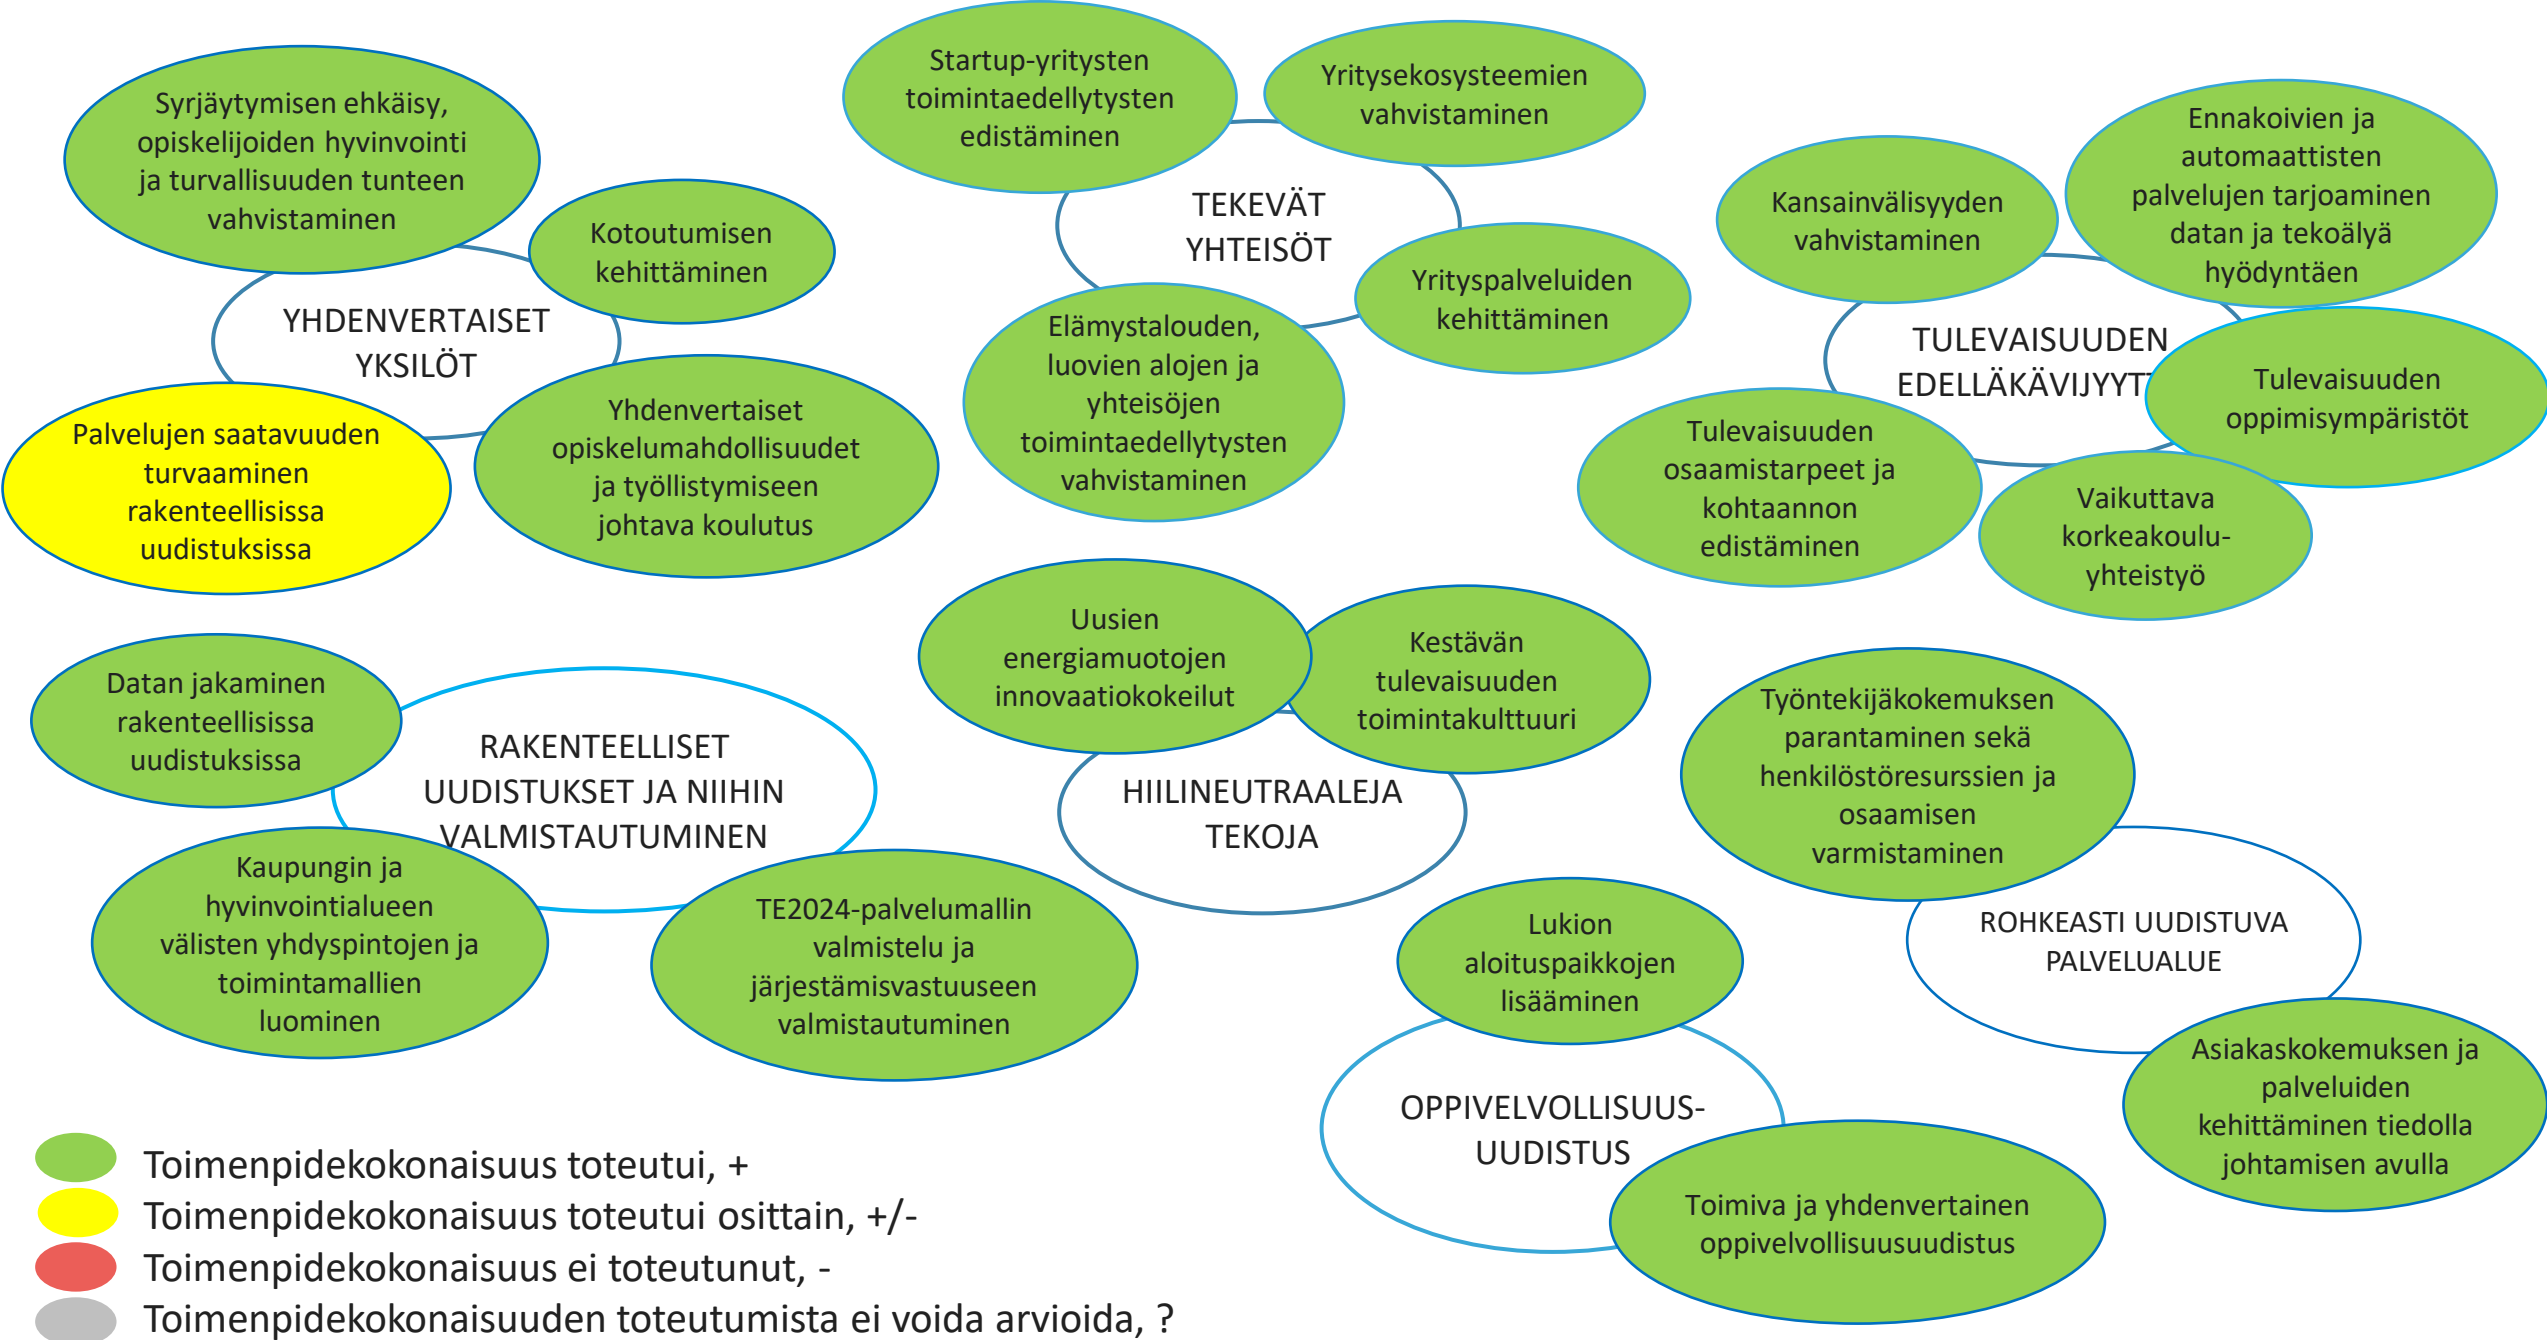 Syrjäytymisen ehkäisy,
opiskelijoiden hyvinvointi
ja turvallisuuden tunteen
vahvistaminen
Kotoutumisen
kehittäminen
YHDENVERTAISET
YKSILÖT
Palvelujen saatavuuden
turvaaminen
rakenteellisissa
uudistuksissa
Yhdenvertaiset
opiskelumahdollisuudet
ja työllistymiseen
johtava koulutus
Startup-yritysten
toimintaedellytysten
edistäminen
Yritysekosysteemien
vahvistaminen
TEKEVÄT
YHTEISÖT
Yrityspalveluiden
kehittäminen
Elämystalouden,
luovien alojen ja
yhteisöjen
toimintaedellytysten
vahvistaminen
Kansainvälisyyden
vahvistaminen
Ennakoivien ja
automaattisten
palvelujen tarjoaminen
datan ja tekoälyä
hyödyntäen
TULEVAISUUDEN
EDELLÄKÄVIJYYT
Tulevaisuuden
oppimisympäristöt
Tulevaisuuden
osaamistarpeet ja
kohtaannon
edistäminen
Vaikuttava
korkeakoulu-
yhteistyö
Datan jakaminen
rakenteellisissa
uudistuksissa
RAKENTEELLISET
UUDISTUKSET JA NIIHIN
VALMISTAUTUMINEN
Kaupungin ja
hyvinvointialueen
välisten yhdyspintojen ja
toimintamallien
luominen
TE2024-palvelumallin
valmistelu ja
järjestämisvastuuseen
valmistautuminen
Uusien
energiamuotojen
innovaatiokokeilut
Kestävän
tulevaisuuden
toimintakulttuuri
HIILINEUTRAALEJA
TEKOJA
Työntekijäkokemuksen
parantaminen sekä
henkilöstöresurssien ja
osaamisen
varmistaminen
ROHKEASTI UUDISTUVA
PALVELUALUE
Asiakaskokemuksen ja
palveluiden
kehittäminen tiedolla
johtamisen avulla
Lukion
aloituspaikkojen
lisääminen
OPPIVELVOLLISUUS-
UUDISTUS
Toimiva ja yhdenvertainen
oppivelvollisuusuudistus
Toimenpidekokonaisuus toteutui, +
Toimenpidekokonaisuus toteutui osittain, +/-
Toimenpidekokonaisuus ei toteutunut, -
Toimenpidekokonaisuuden toteutumista ei voida arvioida, ?